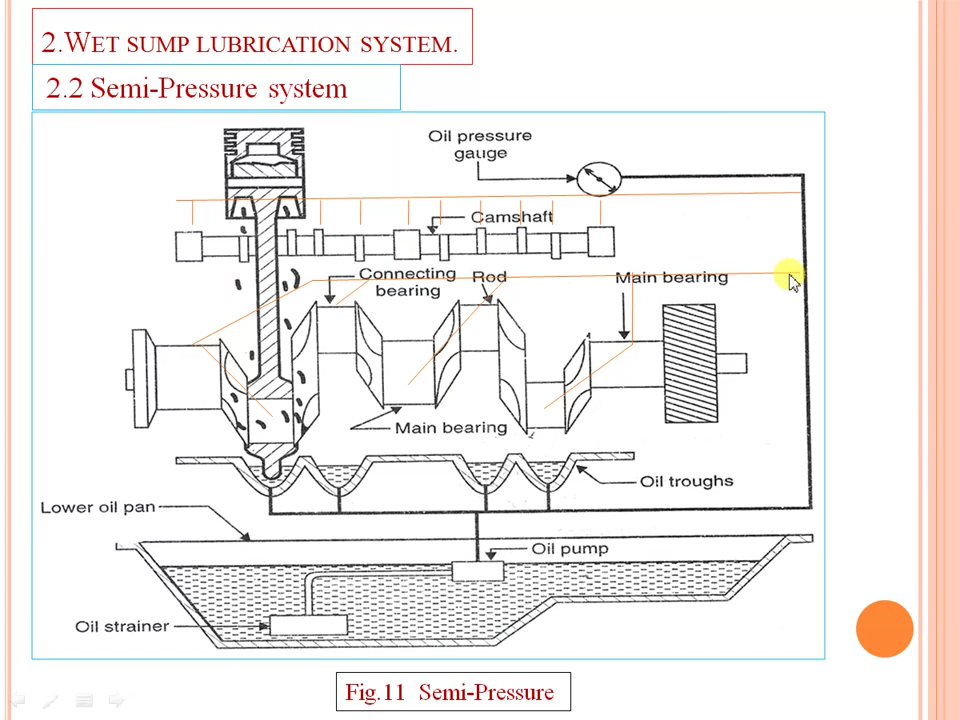 2.WET SUMP LUBRICATION SYSTEM.
2.2 Semi-Pressure system
Oil pressure
gauge
Camshaft
Connecting
bearing
Rod
Main bearing
Main bearing
Oil troughs
Lower oil pan
Oil pump
Oil strainer
Fig.11 Semi-Pressure